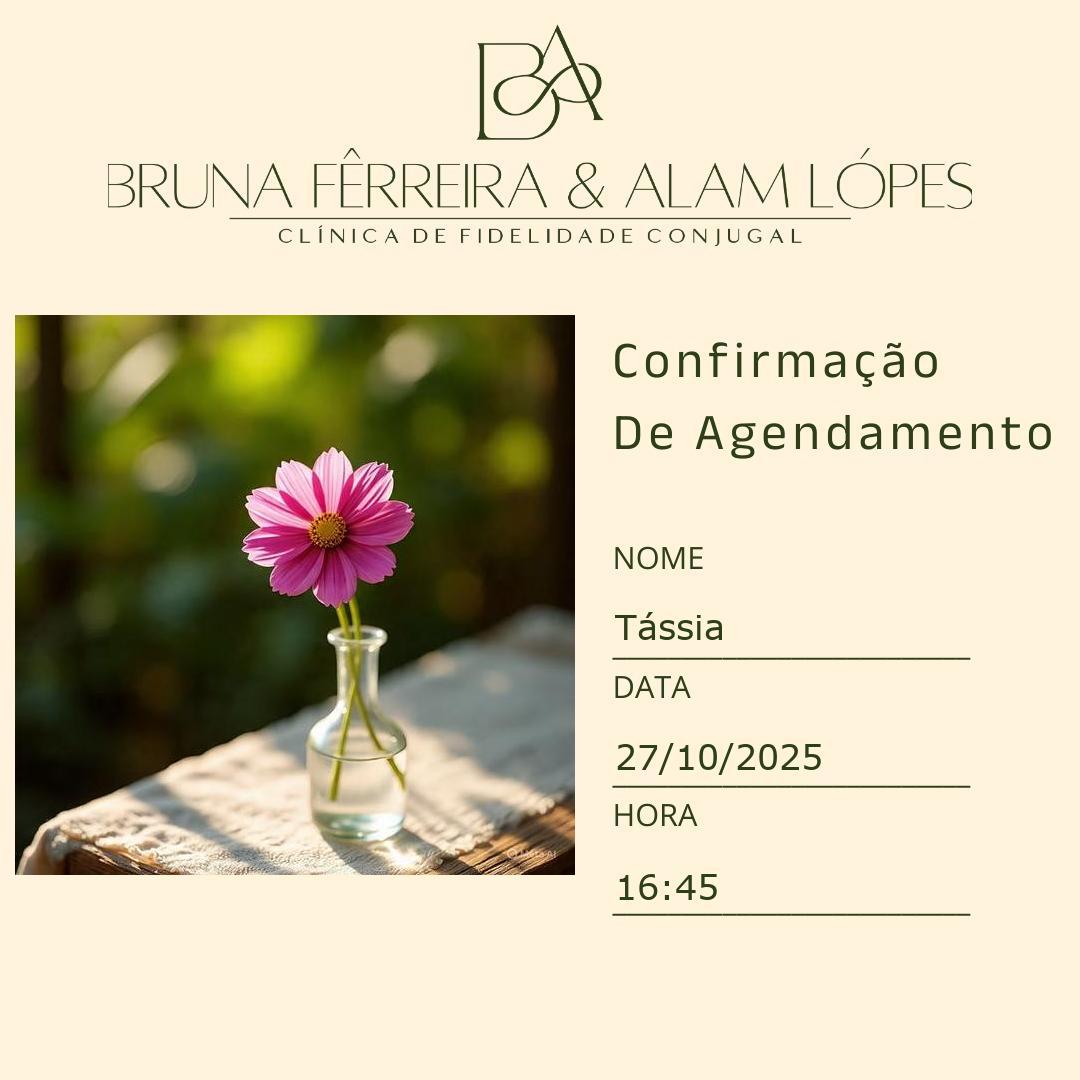 BA
BRUNA FÊRREIRA & ALAM LÓPES
CLÍNICA DE FIDELIDADE CONJUGAL
Confirmação
De Agendamento
NOME
Tássia
DATA
27/10/2025
HORA
16:45